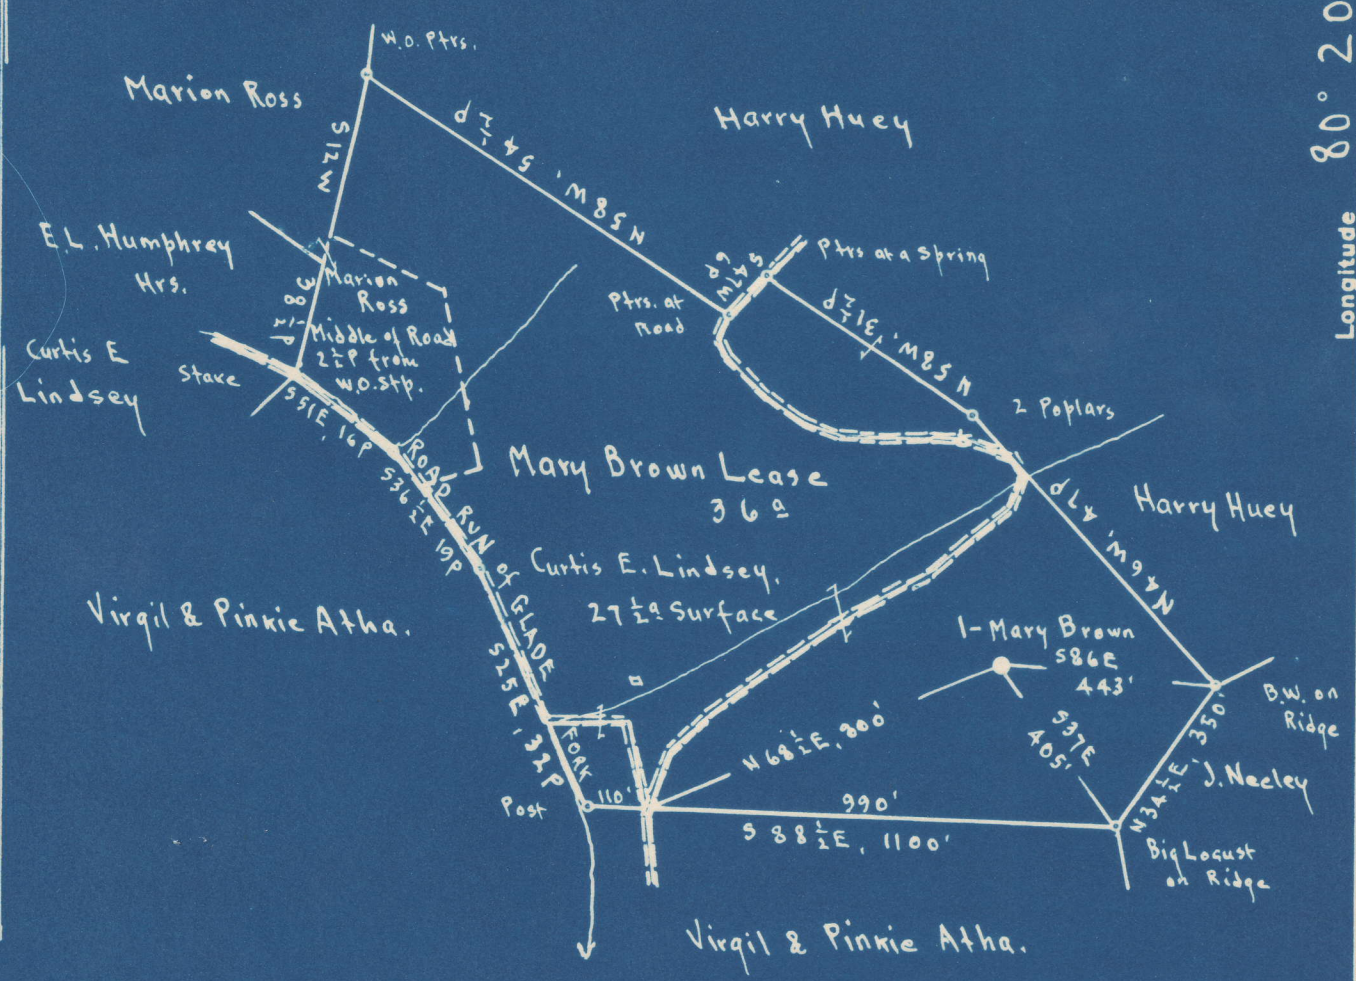 W.O. Ptrs.
Marion Ross
S12W
38 1/2 P
N58W, 54 1/2 P
Harry Huey
80° 20
Longitude
E.L. Humphrey
Hrs.
Marion
Ross
Middle of Road
2 1/2 P from
W.O. Stp.
Curtis E
Lindsey
Stake
Ptrs. at
Road
S47W
6P
Ptrs at a Spring
N58W, 31 1/2 P
2 Poplars
S51E, 16P
S36 1/2 E 19P
S25E, 32P
ROAD RUN of GLADE
FORK
Mary Brown Lease
36 a
Curtis E. Lindsey.
27 1/2 a Surface
N46W, 47P
Harry Huey
Virgil & Pinkie Atha.
1-Mary Brown
S86E
443'
S37E
405'
B.W. on
Ridge
N34 1/2 E 350'
J. Neeley
N68 1/2 E, 800'
Post
110'
990'
S 88 1/2 E, 1100'
Big Locust
on Ridge
Virgil & Pinkie Atha.